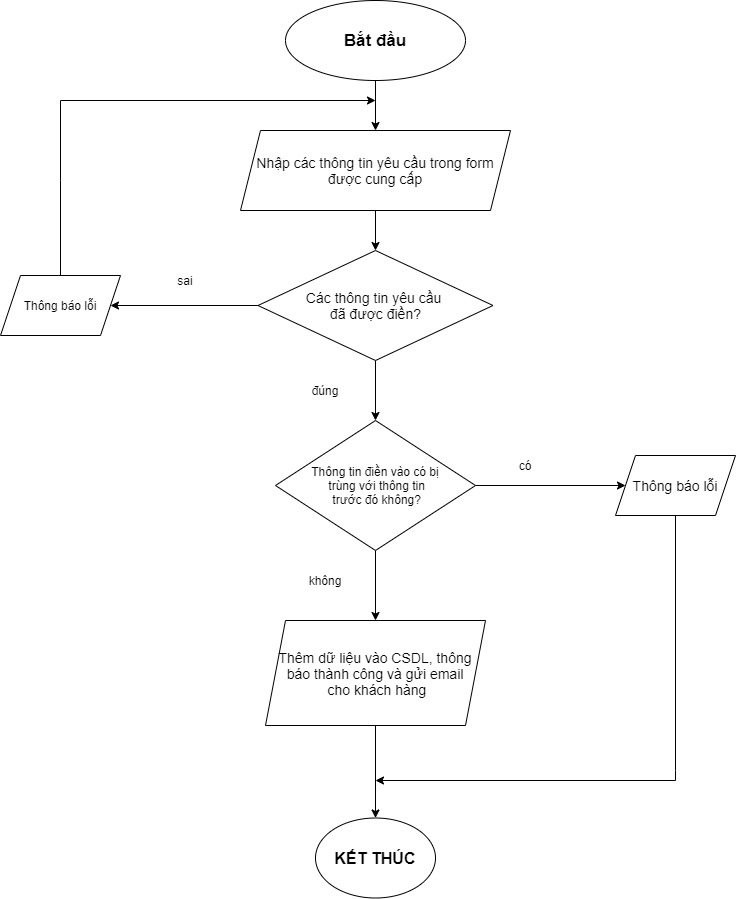 Bắt đầu
Nhập các thông tin yêu cầu trong form
được cung cấp
sai
Các thông tin yêu cầu
đã được điền?
Thông báo lỗi
đúng
Thông tin điền vào có bị
trùng với thông tin
trước đó không?
có
Thông báo lỗi
không
Thêm dữ liệu vào CSDL, thông
báo thành công và gửi email
cho khách hàng
KẾT THÚC